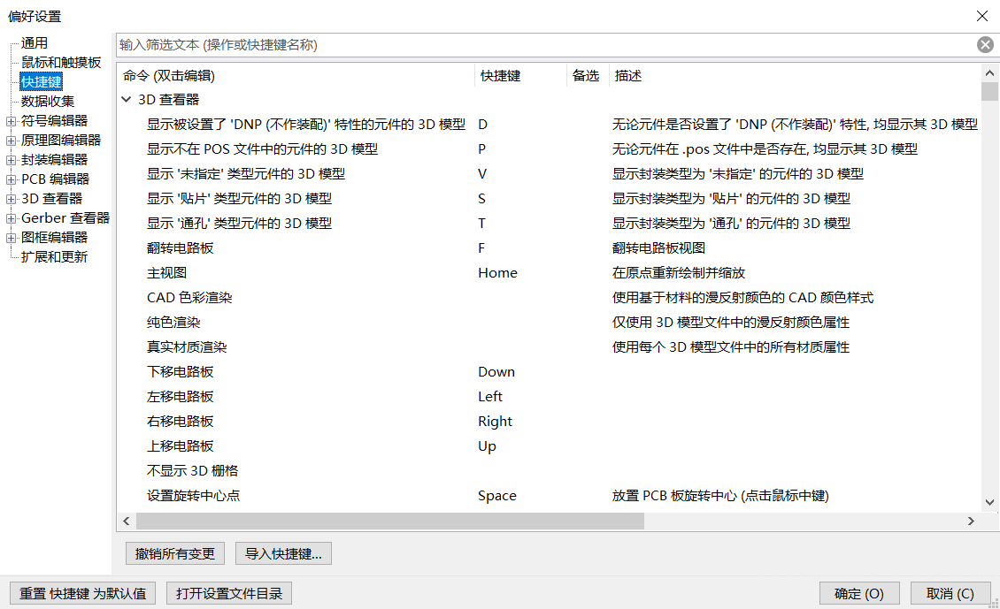 偏好设置
通用
鼠标和触摸板
快捷键
数据收集
符号编辑器
原理图编辑器
封装编辑器
PCB 编辑器
3D 查看器
Gerber 查看器
图框编辑器
扩展和更新
输入筛选文本 (操作或快捷键名称)
命令 (双击编辑) 快捷键 备选 描述
3D 查看器
显示被设置了 'DNP (不作装配)' 特性的元件的 3D 模型 D 无论元件是否设置了 'DNP (不作装配)' 特性, 均显示其 3D 模型
显示不在 POS 文件中的元件的 3D 模型 P 无论元件在 .pos 文件中是否存在, 均显示其 3D 模型
显示 '未指定' 类型元件的 3D 模型 V 显示封装类型为 '未指定' 的元件的 3D 模型
显示 '贴片' 类型元件的 3D 模型 S 显示封装类型为 '贴片' 的元件的 3D 模型
显示 '通孔' 类型元件的 3D 模型 T 显示封装类型为 '通孔' 的元件的 3D 模型
翻转电路板 F 翻转电路板视图
主视图 Home 在原点重新绘制并缩放
CAD 色彩渲染 使用基于材料的漫反射颜色的 CAD 颜色样式
纯色渲染 仅使用 3D 模型文件中的漫反射颜色属性
真实材质渲染 使用每个 3D 模型文件中的所有材质属性
下移电路板 Down
左移电路板 Left
右移电路板 Right
上移电路板 Up
不显示 3D 栅格
设置旋转中心点 Space 放置 PCB 板旋转中心 (点击鼠标中键)
撤销所有变更 导入快捷键...
重置 快捷键 为默认值 打开设置文件目录 确定 (O) 取消 (C)